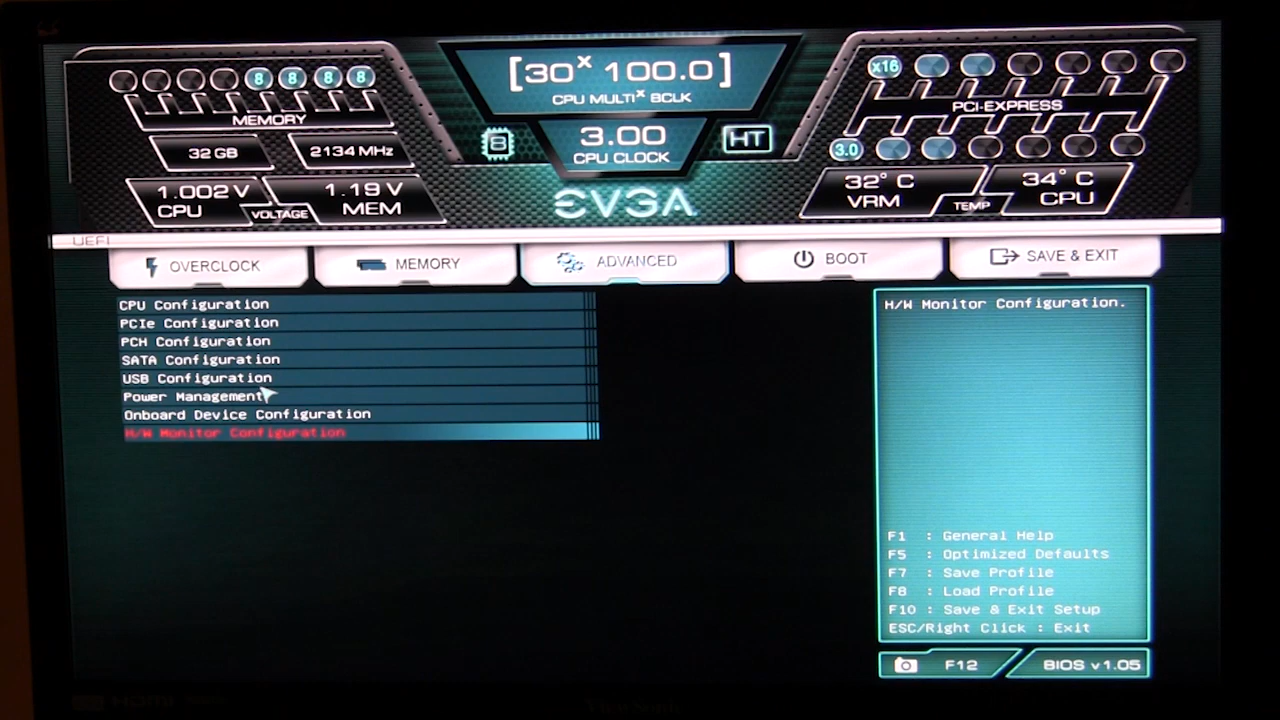 8 8 8 8
MEMORY
32 GB 2134 MHz
1.002 V CPU
VOLTAGE
1.19 V MEM
[30x 100.0]
CPU MULTIx BCLK
B
3.00
CPU CLOCK
HT
EVGA
x16
PCI-EXPRESS
3.0
32° C VRM
TEMP
34° C CPU
UEFI
OVERCLOCK MEMORY ADVANCED BOOT SAVE & EXIT
CPU Configuration
PCIe Configuration
PCH Configuration
SATA Configuration
USB Configuration
Power Management
Onboard Device Configuration
H/W Monitor Configuration
H/W Monitor Configuration.
F1 : General Help
F5 : Optimized Defaults
F7 : Save Profile
F8 : Load Profile
F10 : Save & Exit Setup
ESC/Right Click : Exit
F12
BIOS v1.05
ViewSonic